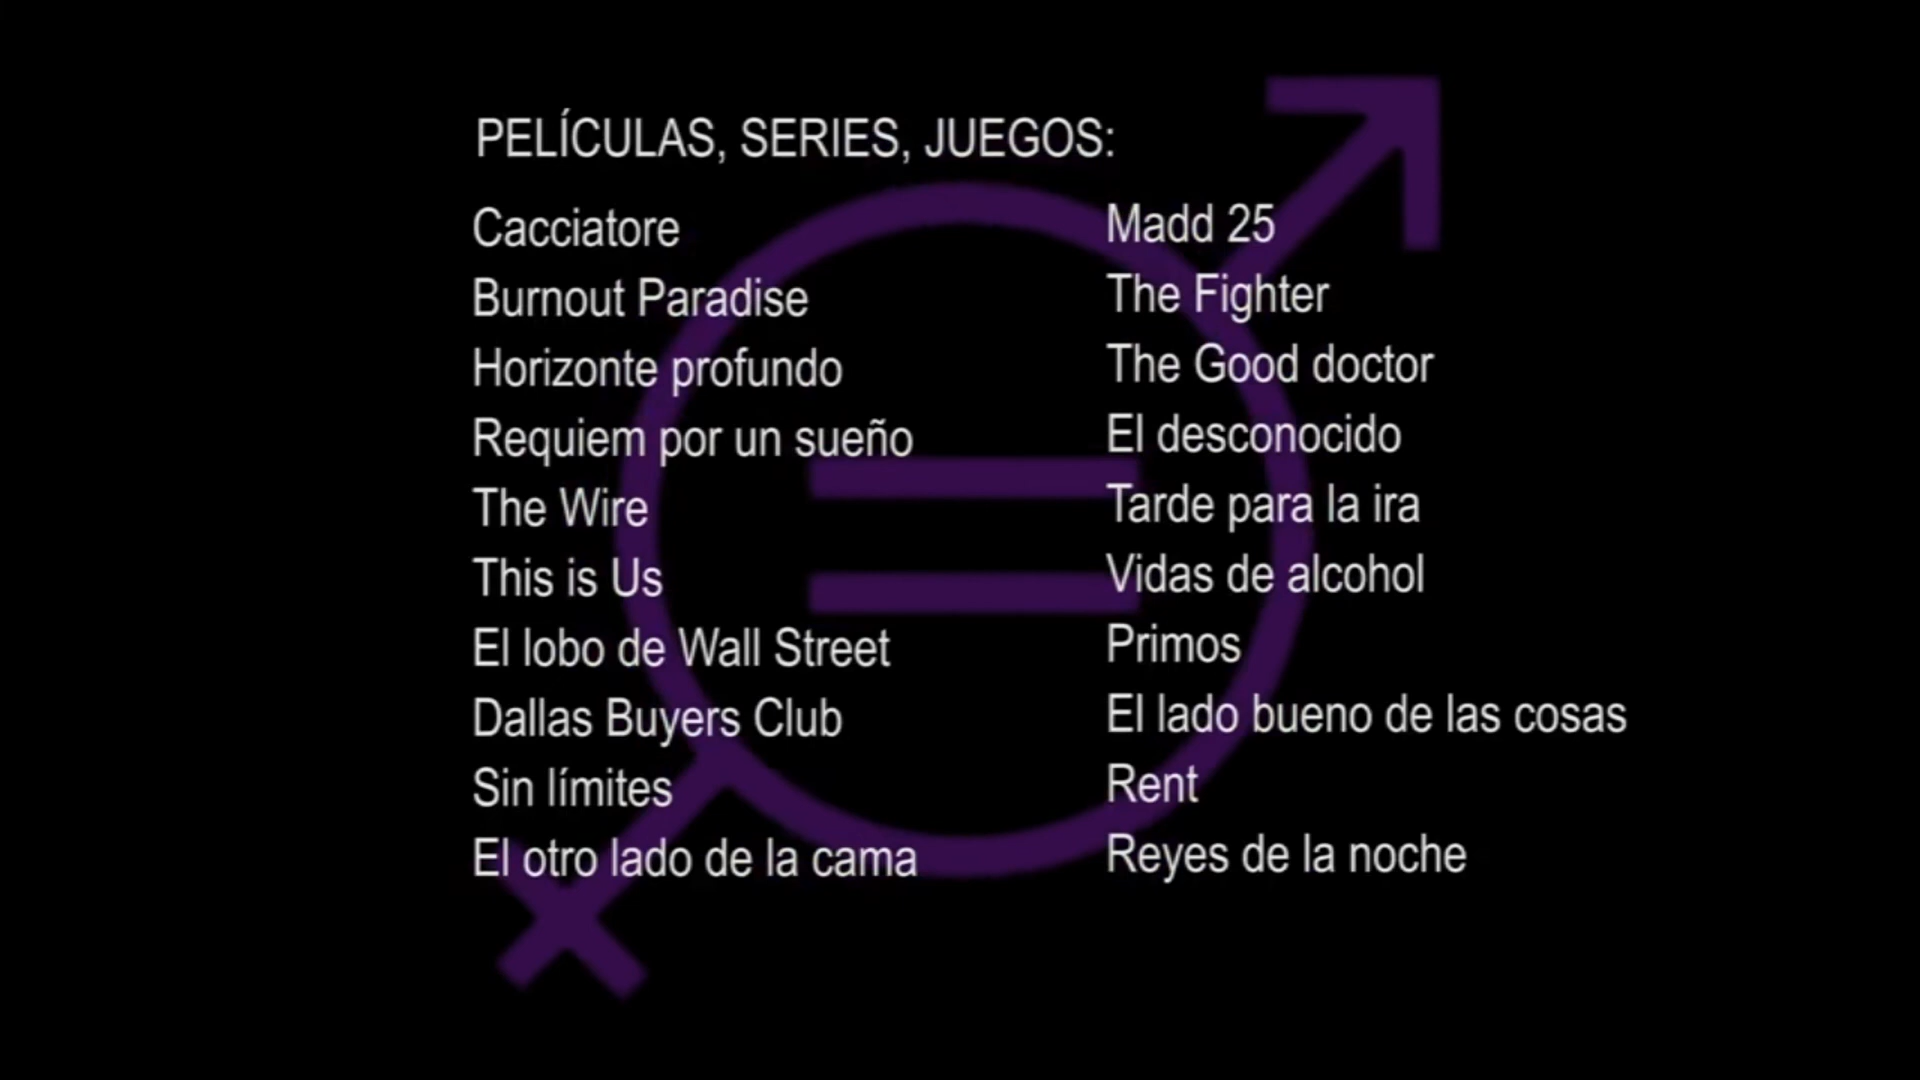 PELÍCULAS, SERIES, JUEGOS:
Cacciatore
Burnout Paradise
Horizonte profundo
Requiem por un sueño
The Wire
This is Us
El lobo de Wall Street
Dallas Buyers Club
Sin límites
El otro lado de la cama
Madd 25
The Fighter
The Good doctor
El desconocido
Tarde para la ira
Vidas de alcohol
Primos
El lado bueno de las cosas
Rent
Reyes de la noche